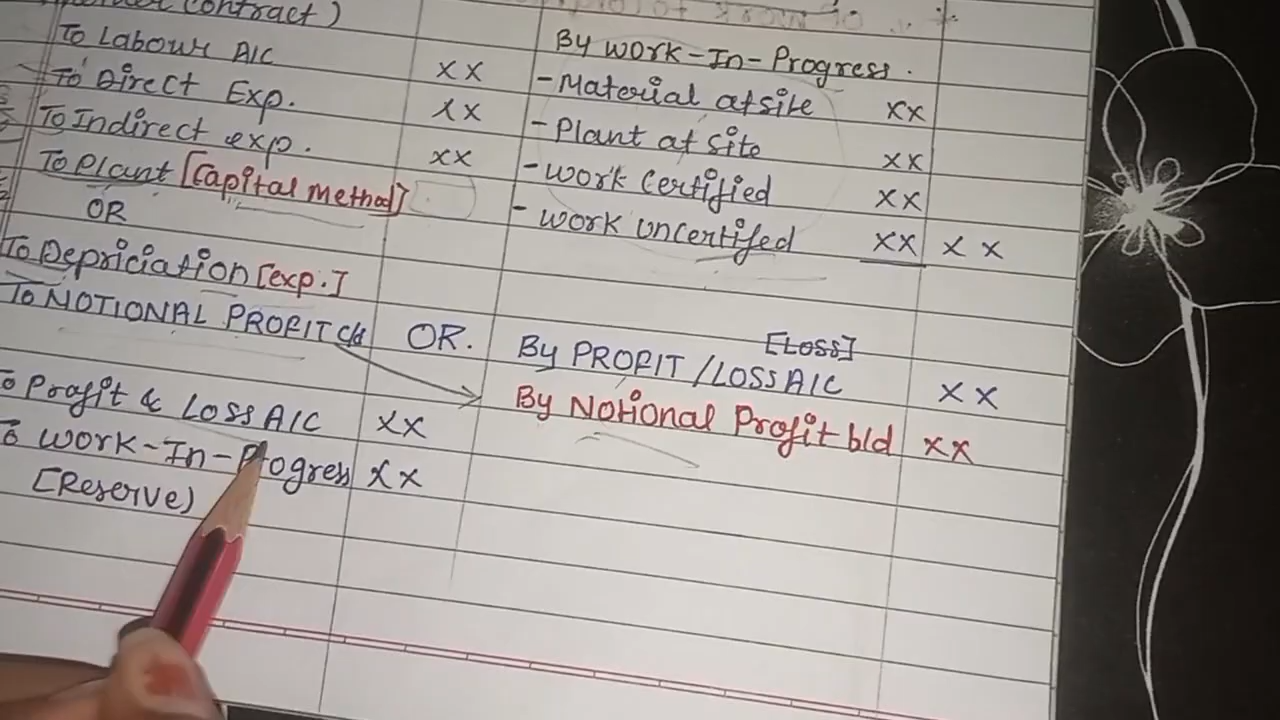 Contract)
To Labour A/C XX
To Direct Exp. XX
To Indirect exp. XX
To Plant [Capital Method]
OR
To Depriciation [exp.]
To NOTIONAL PROFIT c/d OR.
To Profit & LOSS A/C XX
To WORK-In-Progress XX
[Reserve)
By WORK-In-Progress.
-Material at site XX
-Plant at Site XX
-Work Certified XX
-Work Uncertifed XX XX
[LOSS]
By PROFIT/LOSS A/C XX
By Notional Profit b/d XX